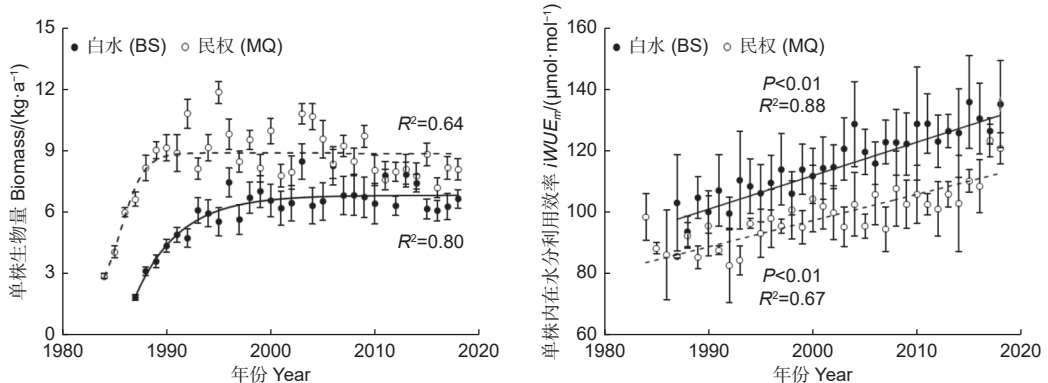 单株生物量 Biomass/(kg·a⁻¹)
15
12
9
6
3
0
白水 (BS) 民权 (MQ)
R²=0.64
R²=0.80
1980 1990 2000 2010 2020
年份 Year
单株内在水分利用效率 iWUEₘ/(μmol·mol⁻¹)
160
140
120
100
80
60
白水 (BS) 民权 (MQ)
P<0.01
R²=0.88
P<0.01
R²=0.67
1980 1990 2000 2010 2020
年份 Year